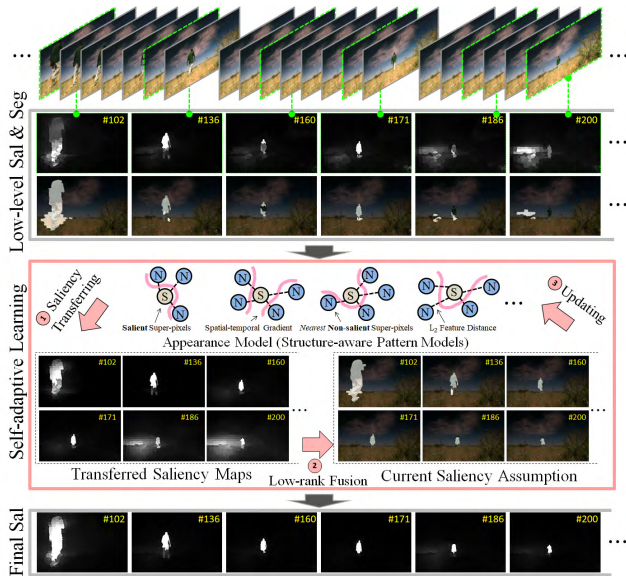 ...
...
Low-level Sal & Seg
#102
#136
#160
#171
#186
#200
...
...
Self-adaptive Learning
1
Saliency
Transferring
N
N
S
N
N
N
S
N
N
N
N
S
N
N
N
S
N
N
...
3
Updating
Salient Super-pixels
Spatial-temporal Gradient
Nearest Non-salient Super-pixels
L2 Feature Distance
Appearance Model (Structure-aware Pattern Models)
#102
#136
#160
...
#171
#186
#200
Transferred Saliency Maps
2
Low-rank Fusion
#102
#136
#160
...
#171
#186
#200
Current Saliency Assumption
Final Sal
#102
#136
#160
#171
#186
#200
...